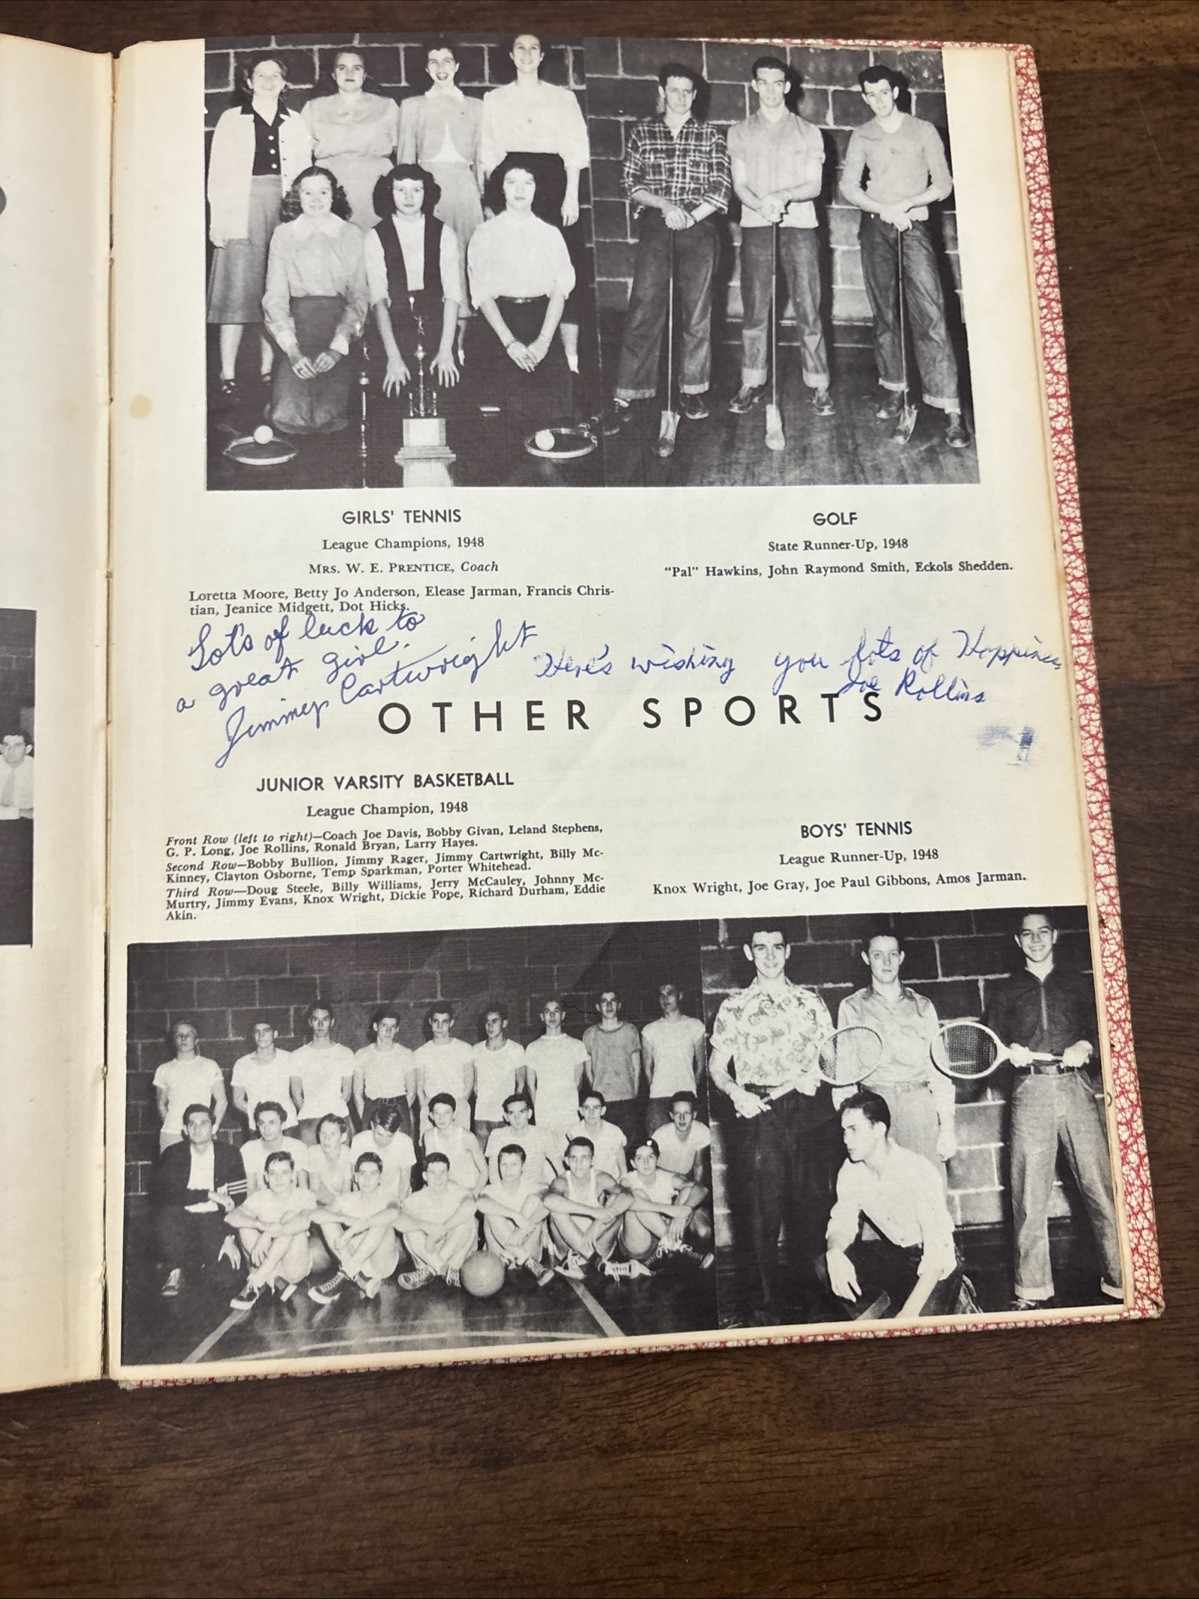 GIRLS' TENNIS
League Champions, 1948
MRS. W. E. PRENTICE, Coach
Loretta Moore, Betty Jo Anderson, Elease Jarman, Francis Chris-
tian, Jeanice Midgett, Dot Hicks.
GOLF
State Runner-Up, 1948
"Pal" Hawkins, John Raymond Smith, Eckols Shedden.
Lots of luck to
a great girl.
Jimmy Cartwright
Here's wishing you lots of Happiness
Joe Rollins
OTHER SPORTS
JUNIOR VARSITY BASKETBALL
League Champion, 1948
Front Row (left to right)—Coach Joe Davis, Bobby Givan, Leland Stephens,
G. P. Long, Joe Rollins, Ronald Bryan, Larry Hayes.
Second Row—Bobby Bullion, Jimmy Rager, Jimmy Cartwright, Billy Mc-
Kinney, Clayton Osborne, Temp Sparkman, Porter Whitehead.
Third Row—Doug Steele, Billy Williams, Jerry McCauley, Johnny Mc-
Murtry, Jimmy Evans, Knox Wright, Dickie Pope, Richard Durham, Eddie
Akin.
BOYS' TENNIS
League Runner-Up, 1948
Knox Wright, Joe Gray, Joe Paul Gibbons, Amos Jarman.